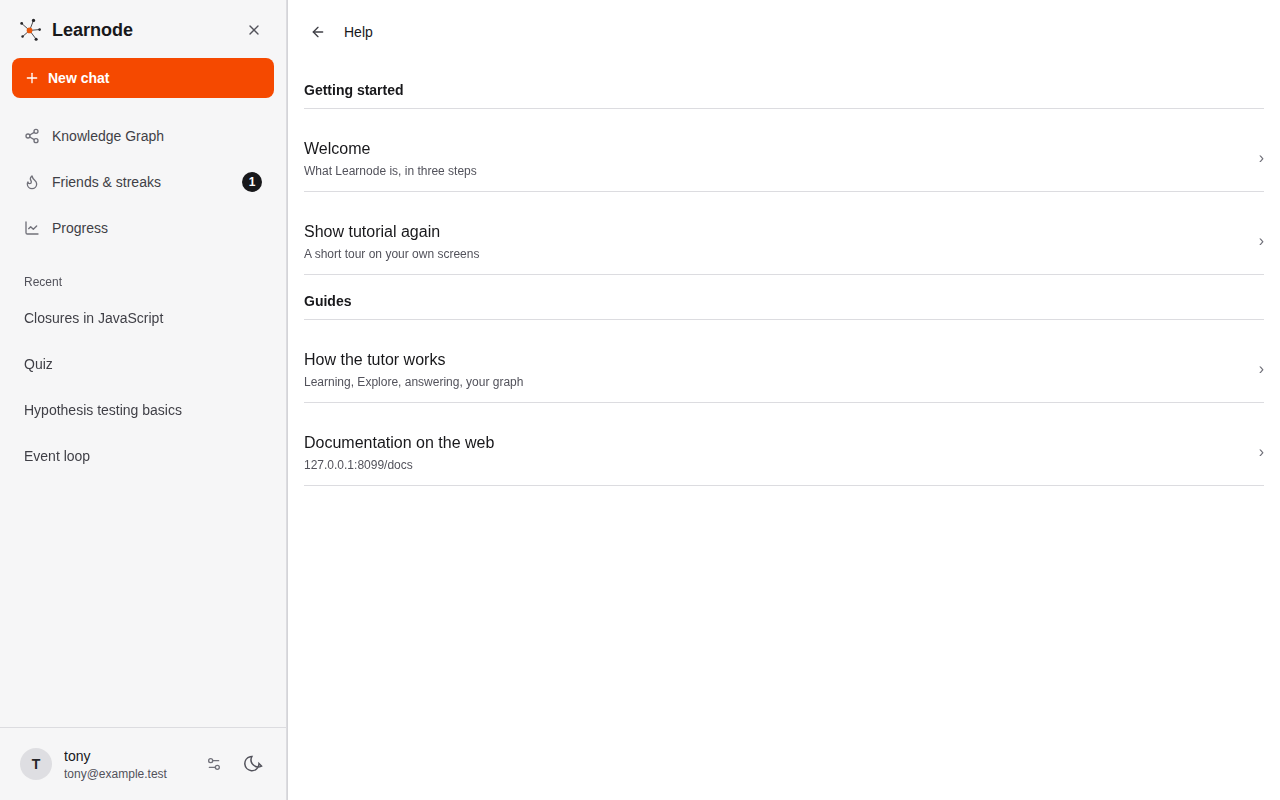 Learnode
New chat
Knowledge Graph
Friends & streaks
1
Progress
Recent
Closures in JavaScript
Quiz
Hypothesis testing basics
Event loop
T
tony
tony@example.test
Help
Getting started
Welcome
What Learnode is, in three steps
Show tutorial again
A short tour on your own screens
Guides
How the tutor works
Learning, Explore, answering, your graph
Documentation on the web
127.0.0.1:8099/docs